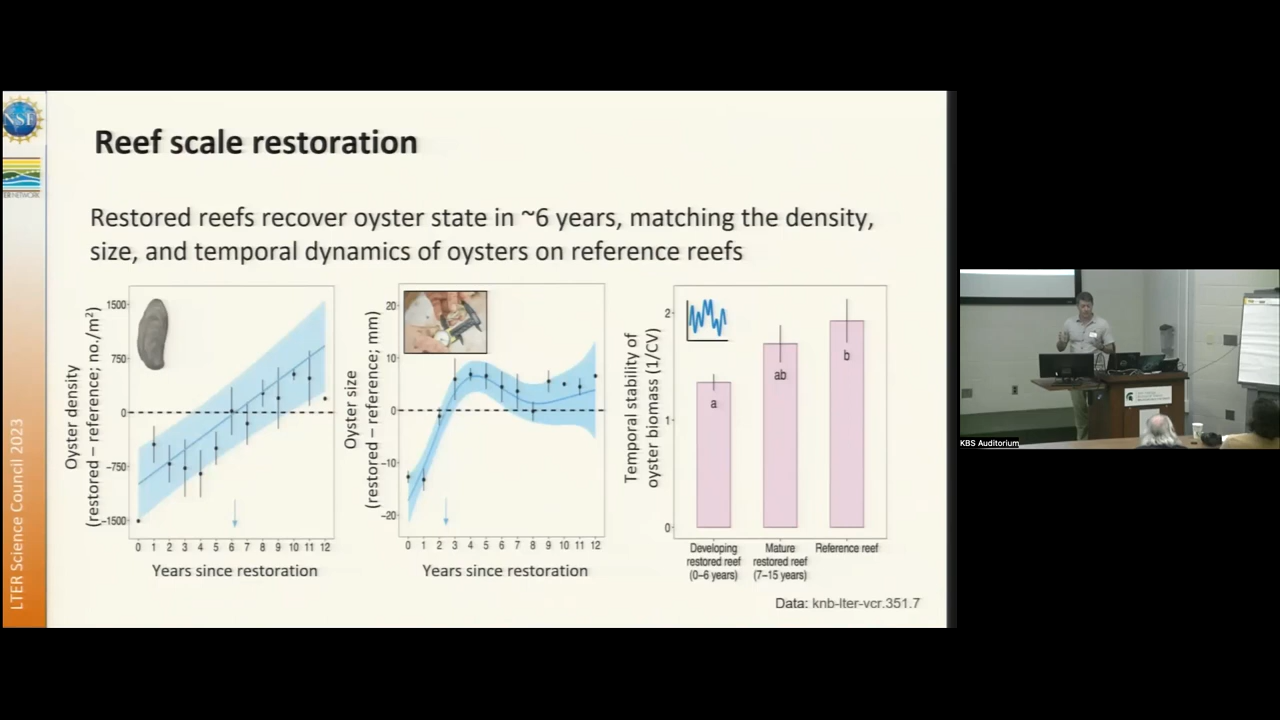 NSF
Reef scale restoration
Restored reefs recover oyster state in ~6 years, matching the density,
size, and temporal dynamics of oysters on reference reefs
Oyster density
(restored – reference; no./m²)
1500
750
0
-750
-1500
0 1 2 3 4 5 6 7 8 9 10 11 12
Years since restoration
Oyster size
(restored – reference; mm)
20
10
0
-10
-20
0 1 2 3 4 5 6 7 8 9 10 11 12
Years since restoration
Temporal stability of
oyster biomass (1/CV)
2
1
0
a
ab
b
Developing
restored reef
(0–6 years)
Mature
restored reef
(7–15 years)
Reference reef
Data: knb-lter-vcr.351.7
LTER Science Council 2023
KBS Auditorium